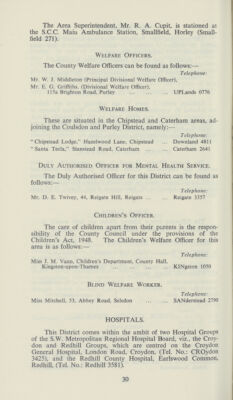 The Area Superintendent, Mr. R. A. Cupit, is stationed at
the S.C.C. Main Ambulance Station, Smallfield, Horley (Small-
field 271).
Welfare Officers.
The County Welfare Officers can be found as follows:—
Telephone:
Mr. W. J. Middleton (Principal Divisional Welfare Officer),
Mr. E. G. Griffiths, (Divisional Welfare Officer),
115a Brighton Road, Purley ... ... UPLands 0776
Welfare Homes.
These are situated in the Chipstead and Caterham areas, ad-
joining the Coulsdon and Purley District, namely:—
Telephone:
"Chipstead Lodge," Hazelwood Lane, Chipstead ... Downland 4811
"Santa Teola," Stanstead Road, Caterham ... ... Caterham 2641
Duly Authorised Officer for Mental Health Service.
The Duly Authorised Officer for this District can be found as
follows:—
Telephone:
Mr. D. E. Twivey, 44, Reigate Hill, Reigate ... Reigate 3357
Children's Officer.
The care of children apart from their parents is the respon-
sibility of the County Council under the provisions of the
Children's Act, 1948. The Children's Welfare Officer for this
area is as follows:—
Telephone:
Miss J. M. Vann, Children's Department, County Hall,
Kingston-upon-Thames ... ... ... KINgston 1050
Blind Welfare Worker.
Telephone:
Miss Mitchell, 53, Abbey Road, Selsdon ... ... SANderstead 2750
HOSPITALS.
This District comes within the ambit of two Hospital Groups
of the S.W. Metropolitan Regional Hospital Board, viz., the Croy-
don and Redhill Groups, which are centred on the Croydon
General Hospital, London Road, Croydon, (Tel. No.: CROydon
3425), and the Redhill County Hospital, Earlswood Common,
Redhill, (Tel. No.: Redhill 3581).
30